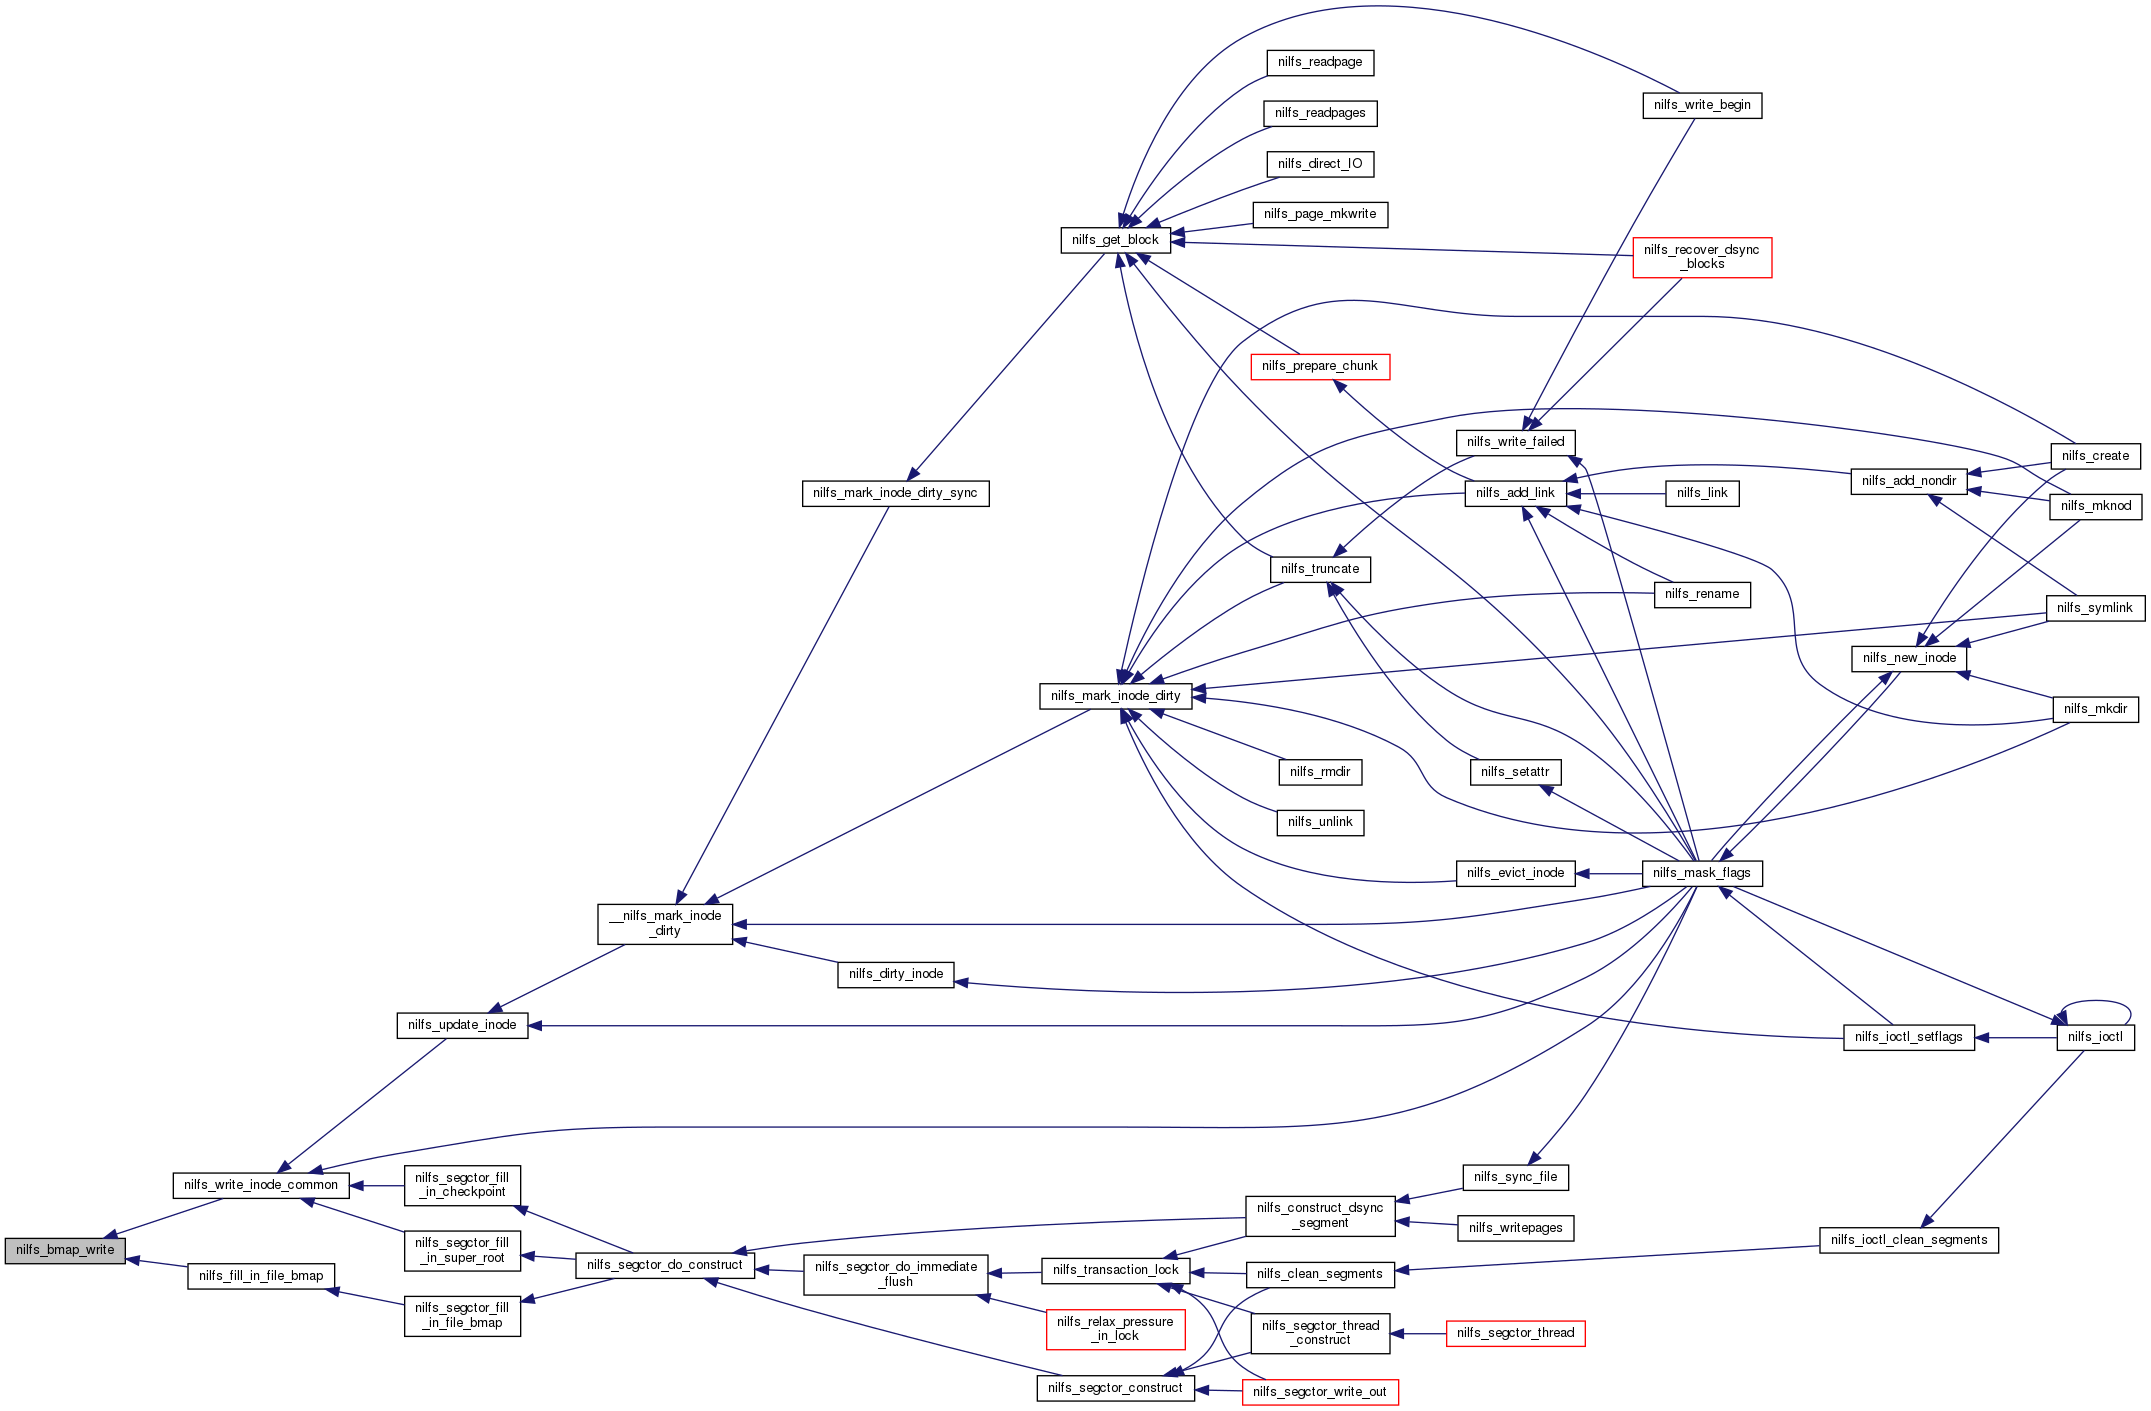 nilfs_readpage
nilfs_write_begin
nilfs_readpages
nilfs_direct_IO
nilfs_page_mkwrite
nilfs_get_block
nilfs_recover_dsync
_blocks
nilfs_prepare_chunk
nilfs_write_failed
nilfs_create
nilfs_add_nondir
nilfs_mark_inode_dirty_sync
nilfs_add_link
nilfs_link
nilfs_mknod
nilfs_truncate
nilfs_rename
nilfs_symlink
nilfs_new_inode
nilfs_mark_inode_dirty
nilfs_mkdir
nilfs_rmdir
nilfs_setattr
nilfs_unlink
nilfs_evict_inode
nilfs_mask_flags
__nilfs_mark_inode
_dirty
nilfs_dirty_inode
nilfs_update_inode
nilfs_ioctl_setflags
nilfs_ioctl
nilfs_write_inode_common
nilfs_segctor_fill
_in_checkpoint
nilfs_sync_file
nilfs_construct_dsync
_segment
nilfs_writepages
nilfs_ioctl_clean_segments
nilfs_bmap_write
nilfs_segctor_fill
_in_super_root
nilfs_fill_in_file_bmap
nilfs_segctor_do_construct
nilfs_segctor_do_immediate
_flush
nilfs_transaction_lock
nilfs_clean_segments
nilfs_segctor_fill
_in_file_bmap
nilfs_relax_pressure
_in_lock
nilfs_segctor_thread
_construct
nilfs_segctor_thread
nilfs_segctor_construct
nilfs_segctor_write_out